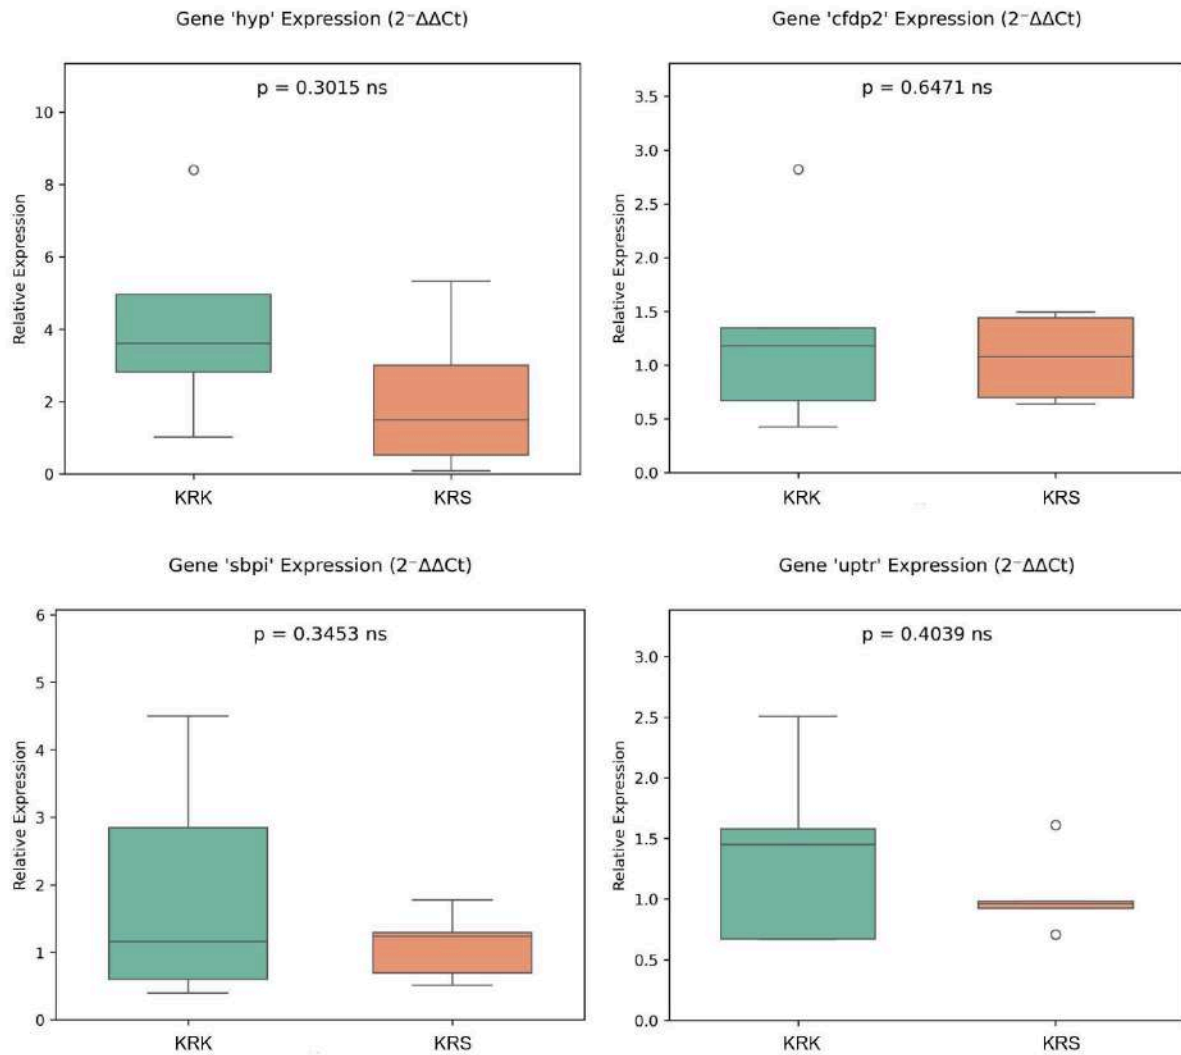 Gene 'hyp' Expression (2⁻ΔΔCt)
p = 0.3015 ns
Relative Expression
10
8
6
4
2
0
KRK
KRS
Gene 'cfdp2' Expression (2⁻ΔΔCt)
p = 0.6471 ns
Relative Expression
3.5
3.0
2.5
2.0
1.5
1.0
0.5
0.0
KRK
KRS
Gene 'sbpi' Expression (2⁻ΔΔCt)
p = 0.3453 ns
Relative Expression
6
5
4
3
2
1
0
KRK
KRS
Gene 'uptr' Expression (2⁻ΔΔCt)
p = 0.4039 ns
Relative Expression
3.0
2.5
2.0
1.5
1.0
0.5
0.0
KRK
KRS